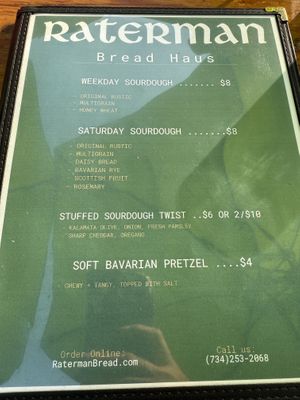 RATERMAN
Bread Haus
WEEKDAY SOURDOUGH ....... $8
- ORIGINAL RUSTIC
- MULTIGRAIN
- HONEY WHEAT
SATURDAY SOURDOUGH .......$8
- ORIGINAL RUSTIC
- MULTIGRAIN
- DAISY BREAD
- BAVARIAN RYE
- SCOTTISH FRUIT
- ROSEMARY
STUFFED SOURDOUGH TWIST ..$6 OR 2/$10
- KALAMATA OLIVE, ONION, FRESH PARSLEY
- SHARP CHEDDAR, OREGANO
SOFT BAVARIAN PRETZEL ....$4
- CHEWY + TANGY, TOPPED WITH SALT
Order Online:
RatermanBread.com
Call us:
(734)253-2068